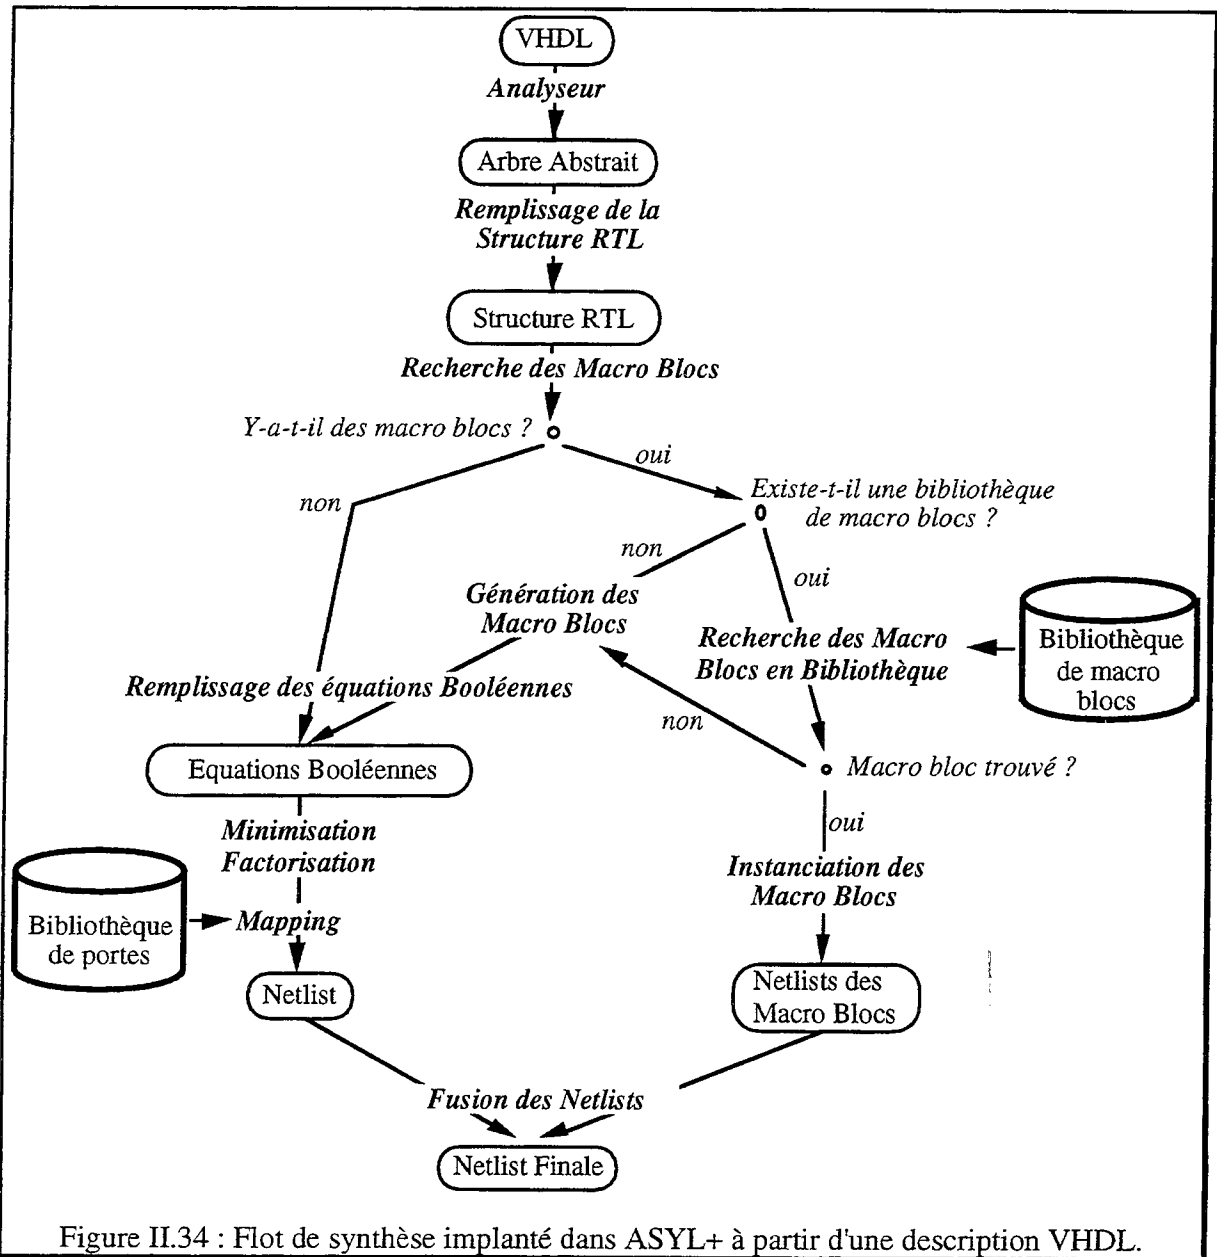 VHDL
Analyseur
Arbre Abstrait
Remplissage de la
Structure RTL
Structure RTL
Recherche des Macro Blocs
Y-a-t-il des macro blocs ?
oui
non
Existe-t-il une bibliothèque
de macro blocs ?
non
oui
Génération des
Macro Blocs
Recherche des Macro
Blocs en Bibliothèque
Bibliothèque
de macro
blocs
Remplissage des équations Booléennes
non
Equations Booléennes
Macro bloc trouvé ?
oui
Minimisation
Factorisation
Instanciation des
Macro Blocs
Bibliothèque
de portes
Mapping
Netlist
Netlists des
Macro Blocs
Fusion des Netlists
Netlist Finale
Figure II.34 : Flot de synthèse implanté dans ASYL+ à partir d'une description VHDL.